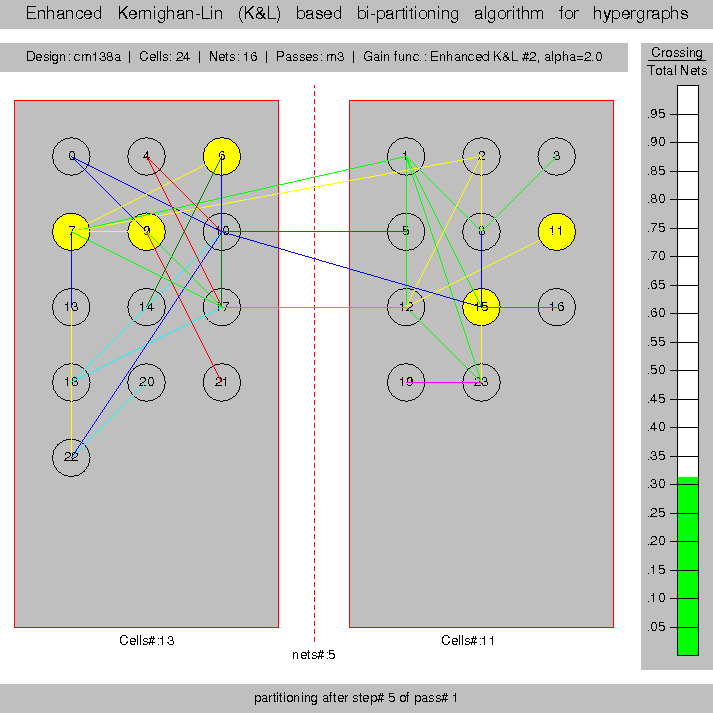 Enhanced Kernighan-Lin (K&L) based bi-partitioning algorithm for hypergraphs
Design: cm138a | Cells: 24 | Nets: 16 | Passes: m3 | Gain func.: Enhanced K&L #2, alpha=2.0
Crossing
Total Nets
.95
.90
.85
.80
.75
.70
.65
.60
.55
.50
.45
.40
.35
.30
.25
.20
.15
.10
.05
0 4 6 1 2 3
7 9 10 5 8 11
13 14 17 12 15 16
18 20 21 19 23
22
Cells#:13 Cells#:11
nets#:5
partitioning after step# 5 of pass# 1